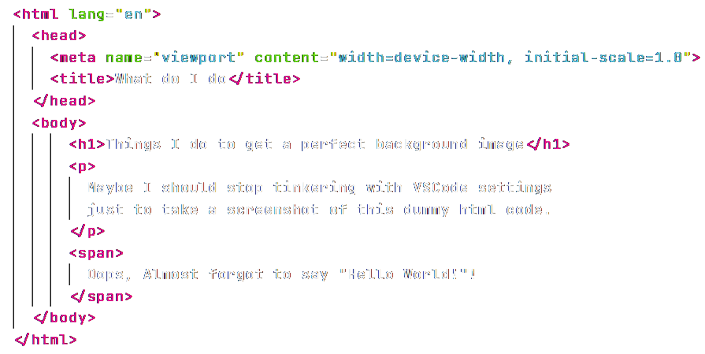 <html lang="en">
<head>
<meta name="viewport" content="width=device-width, initial-scale=1.0">
<title>What do I do</title>
</head>
<body>
<h1>Things I do to get a perfect background image</h1>
<p>
Maybe I should stop tinkering with VSCode settings
just to take a screenshot of this dummy html code.
</p>
<span>
Oops, Almost forgot to say "Hello World!"!
</span>
</body>
</html>